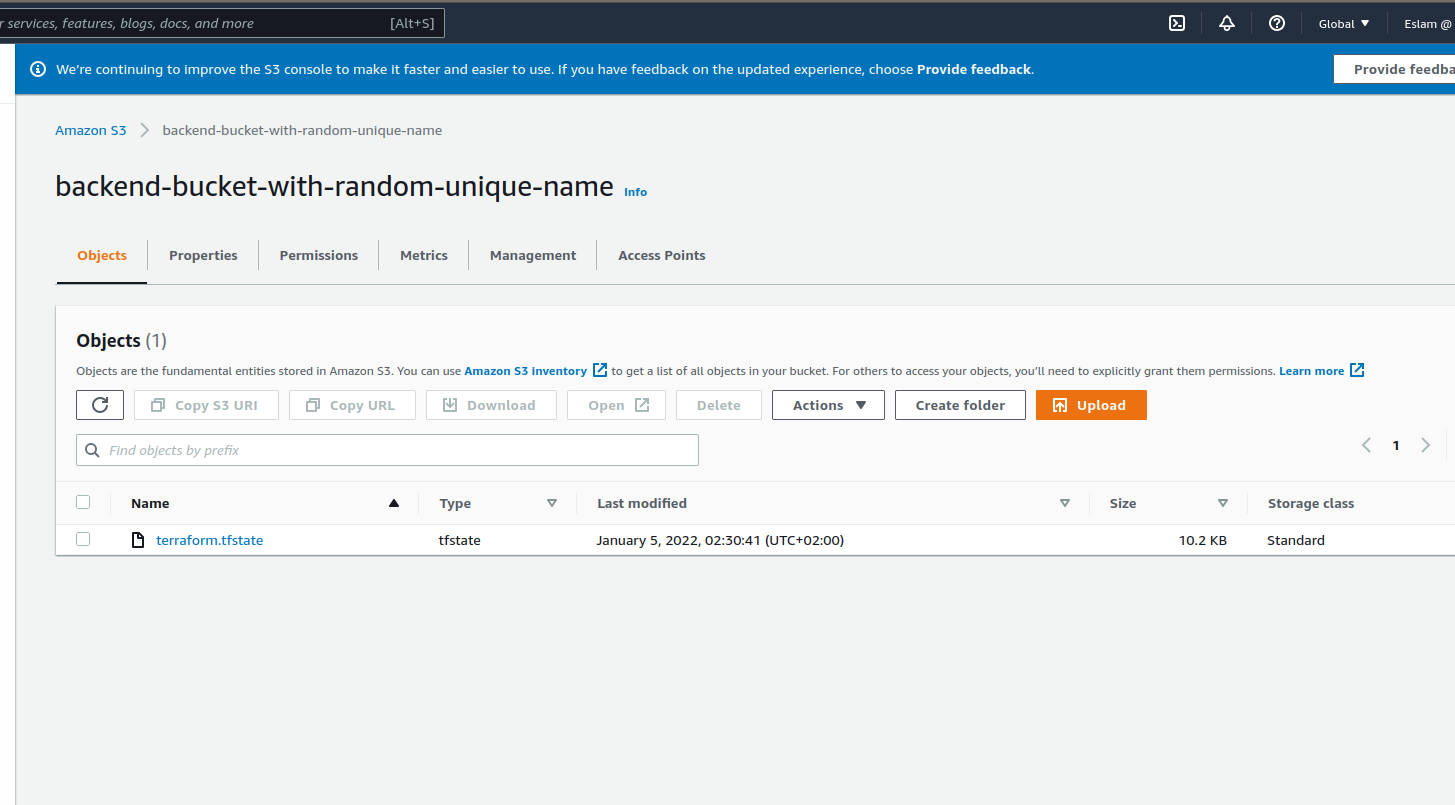 r services, features, blogs, docs, and more [Alt+S] Global Eslam @
We're continuing to improve the S3 console to make it faster and easier to use. If you have feedback on the updated experience, choose Provide feedback. Provide feedba
Amazon S3 backend-bucket-with-random-unique-name
backend-bucket-with-random-unique-name Info
Objects Properties Permissions Metrics Management Access Points
Objects (1)
Objects are the fundamental entities stored in Amazon S3. You can use Amazon S3 inventory to get a list of all objects in your bucket. For others to access your objects, you'll need to explicitly grant them permissions. Learn more
Copy S3 URI Copy URL Download Open Delete Actions Create folder Upload
Find objects by prefix 1
Name Type Last modified Size Storage class
terraform.tfstate tfstate January 5, 2022, 02:30:41 (UTC+02:00) 10.2 KB Standard